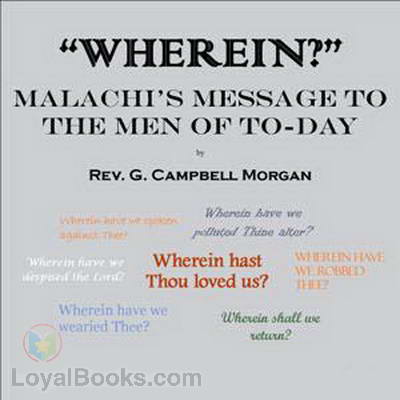 “WHEREIN?”
MALACHI’S MESSAGE TO
THE MEN OF TO-DAY
by
REV. G. CAMPBELL MORGAN
Wherein have we spoken
against Thee?
Wherein have we
polluted Thine alter?
Wherein have we
despised the Lord?
Wherein hast
Thou loved us?
WHEREIN HAVE
WE ROBBED
THEE?
Wherein have we
wearied Thee?
Wherein shall we
return?
LoyalBooks.com